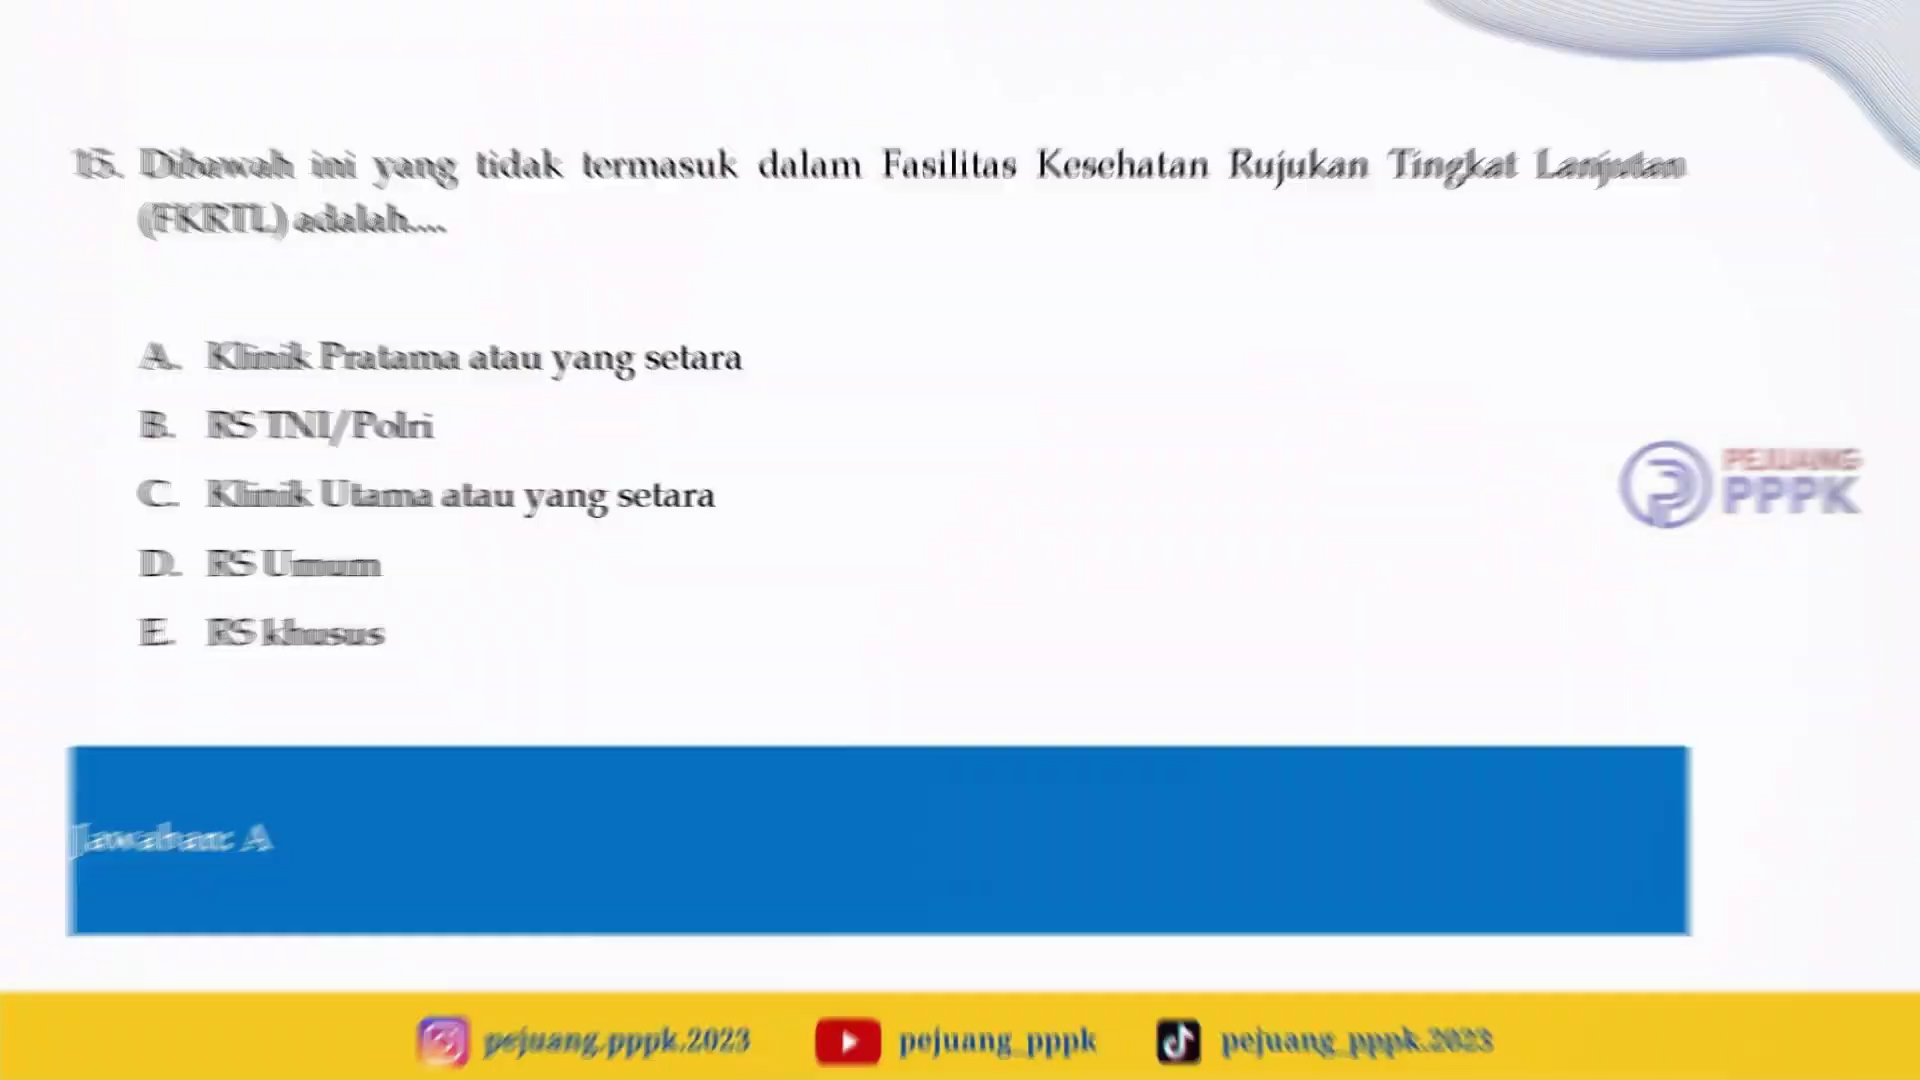 15. Dibawah ini yang tidak termasuk dalam Fasilitas Kesehatan Rujukan Tingkat Lanjutan
(FKRTL) adalah....
A. Klinik Pratama atau yang setara
B. RS TNI/Polri
C. Klinik Utama atau yang setara
PEJUANG
PPPK
D. RS Umum
E. RS khusus
Jawaban: A
pejuang.pppk.2023 pejuang_pppk pejuang_pppk.2023